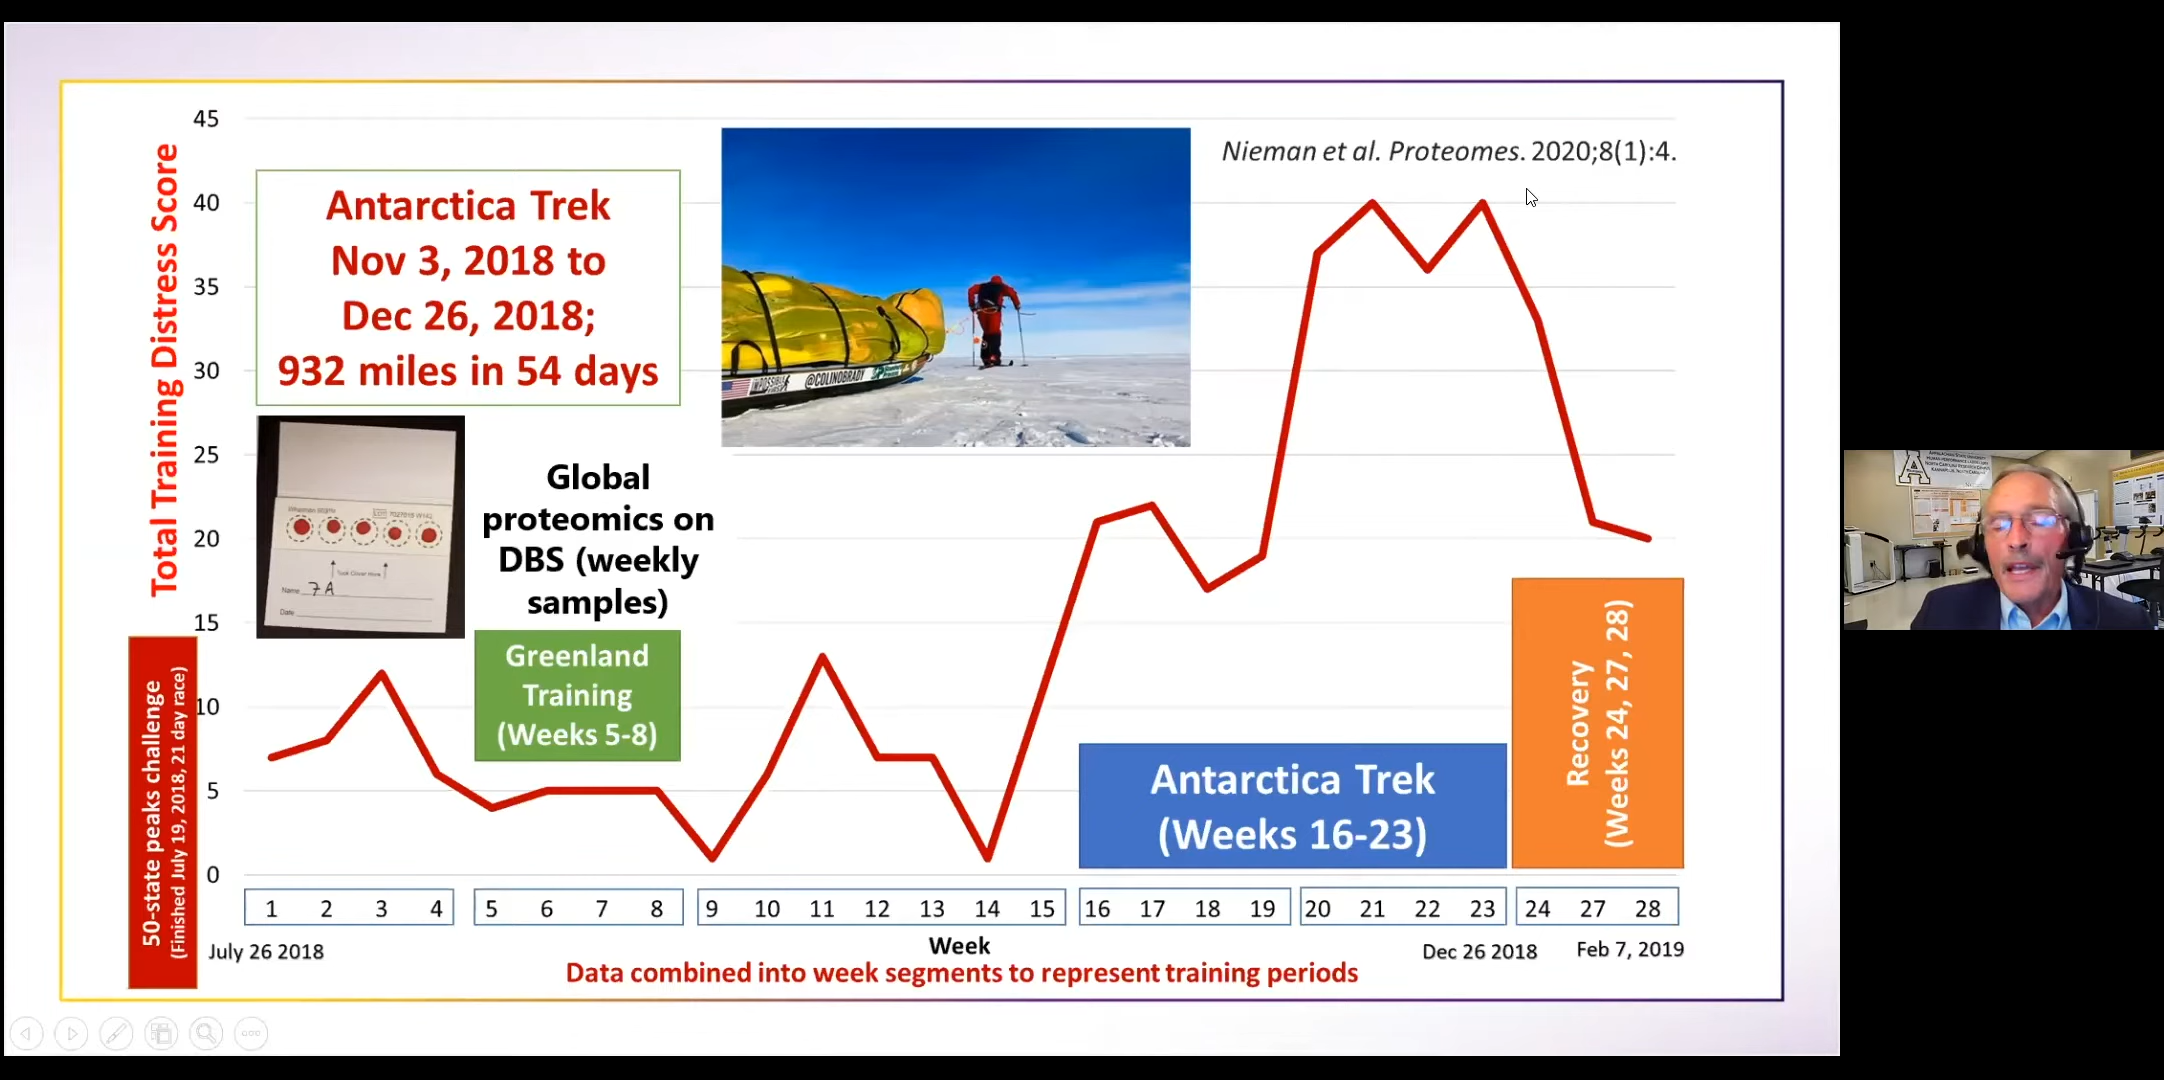 45
40
35
30
25
20
15
10
5
0
Total Training Distress Score
Antarctica Trek
Nov 3, 2018 to
Dec 26, 2018;
932 miles in 54 days
Nieman et al. Proteomes. 2020;8(1):4.
IMPOSSIBLE
@COLINOBRADY
Name 7A
Date
Global
proteomics on
DBS (weekly
samples)
Greenland
Training
(Weeks 5-8)
50-state peaks challenge
(Finished July 19, 2018, 21 day race)
Antarctica Trek
(Weeks 16-23)
Recovery
(Weeks 24, 27, 28)
1 2 3 4 5 6 7 8 9 10 11 12 13 14 15 16 17 18 19 20 21 22 23 24 27 28
July 26 2018
Week
Dec 26 2018
Feb 7, 2019
Data combined into week segments to represent training periods